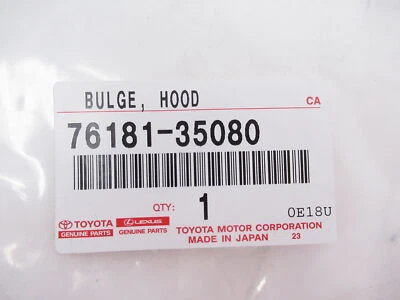 BULGE, HOOD CA
76181-35080
QTY: 1 0E18U
TOYOTA LEXUS
GENUINE PARTS GENUINE PARTS
TOYOTA MOTOR CORPORATION
MADE IN JAPAN 23